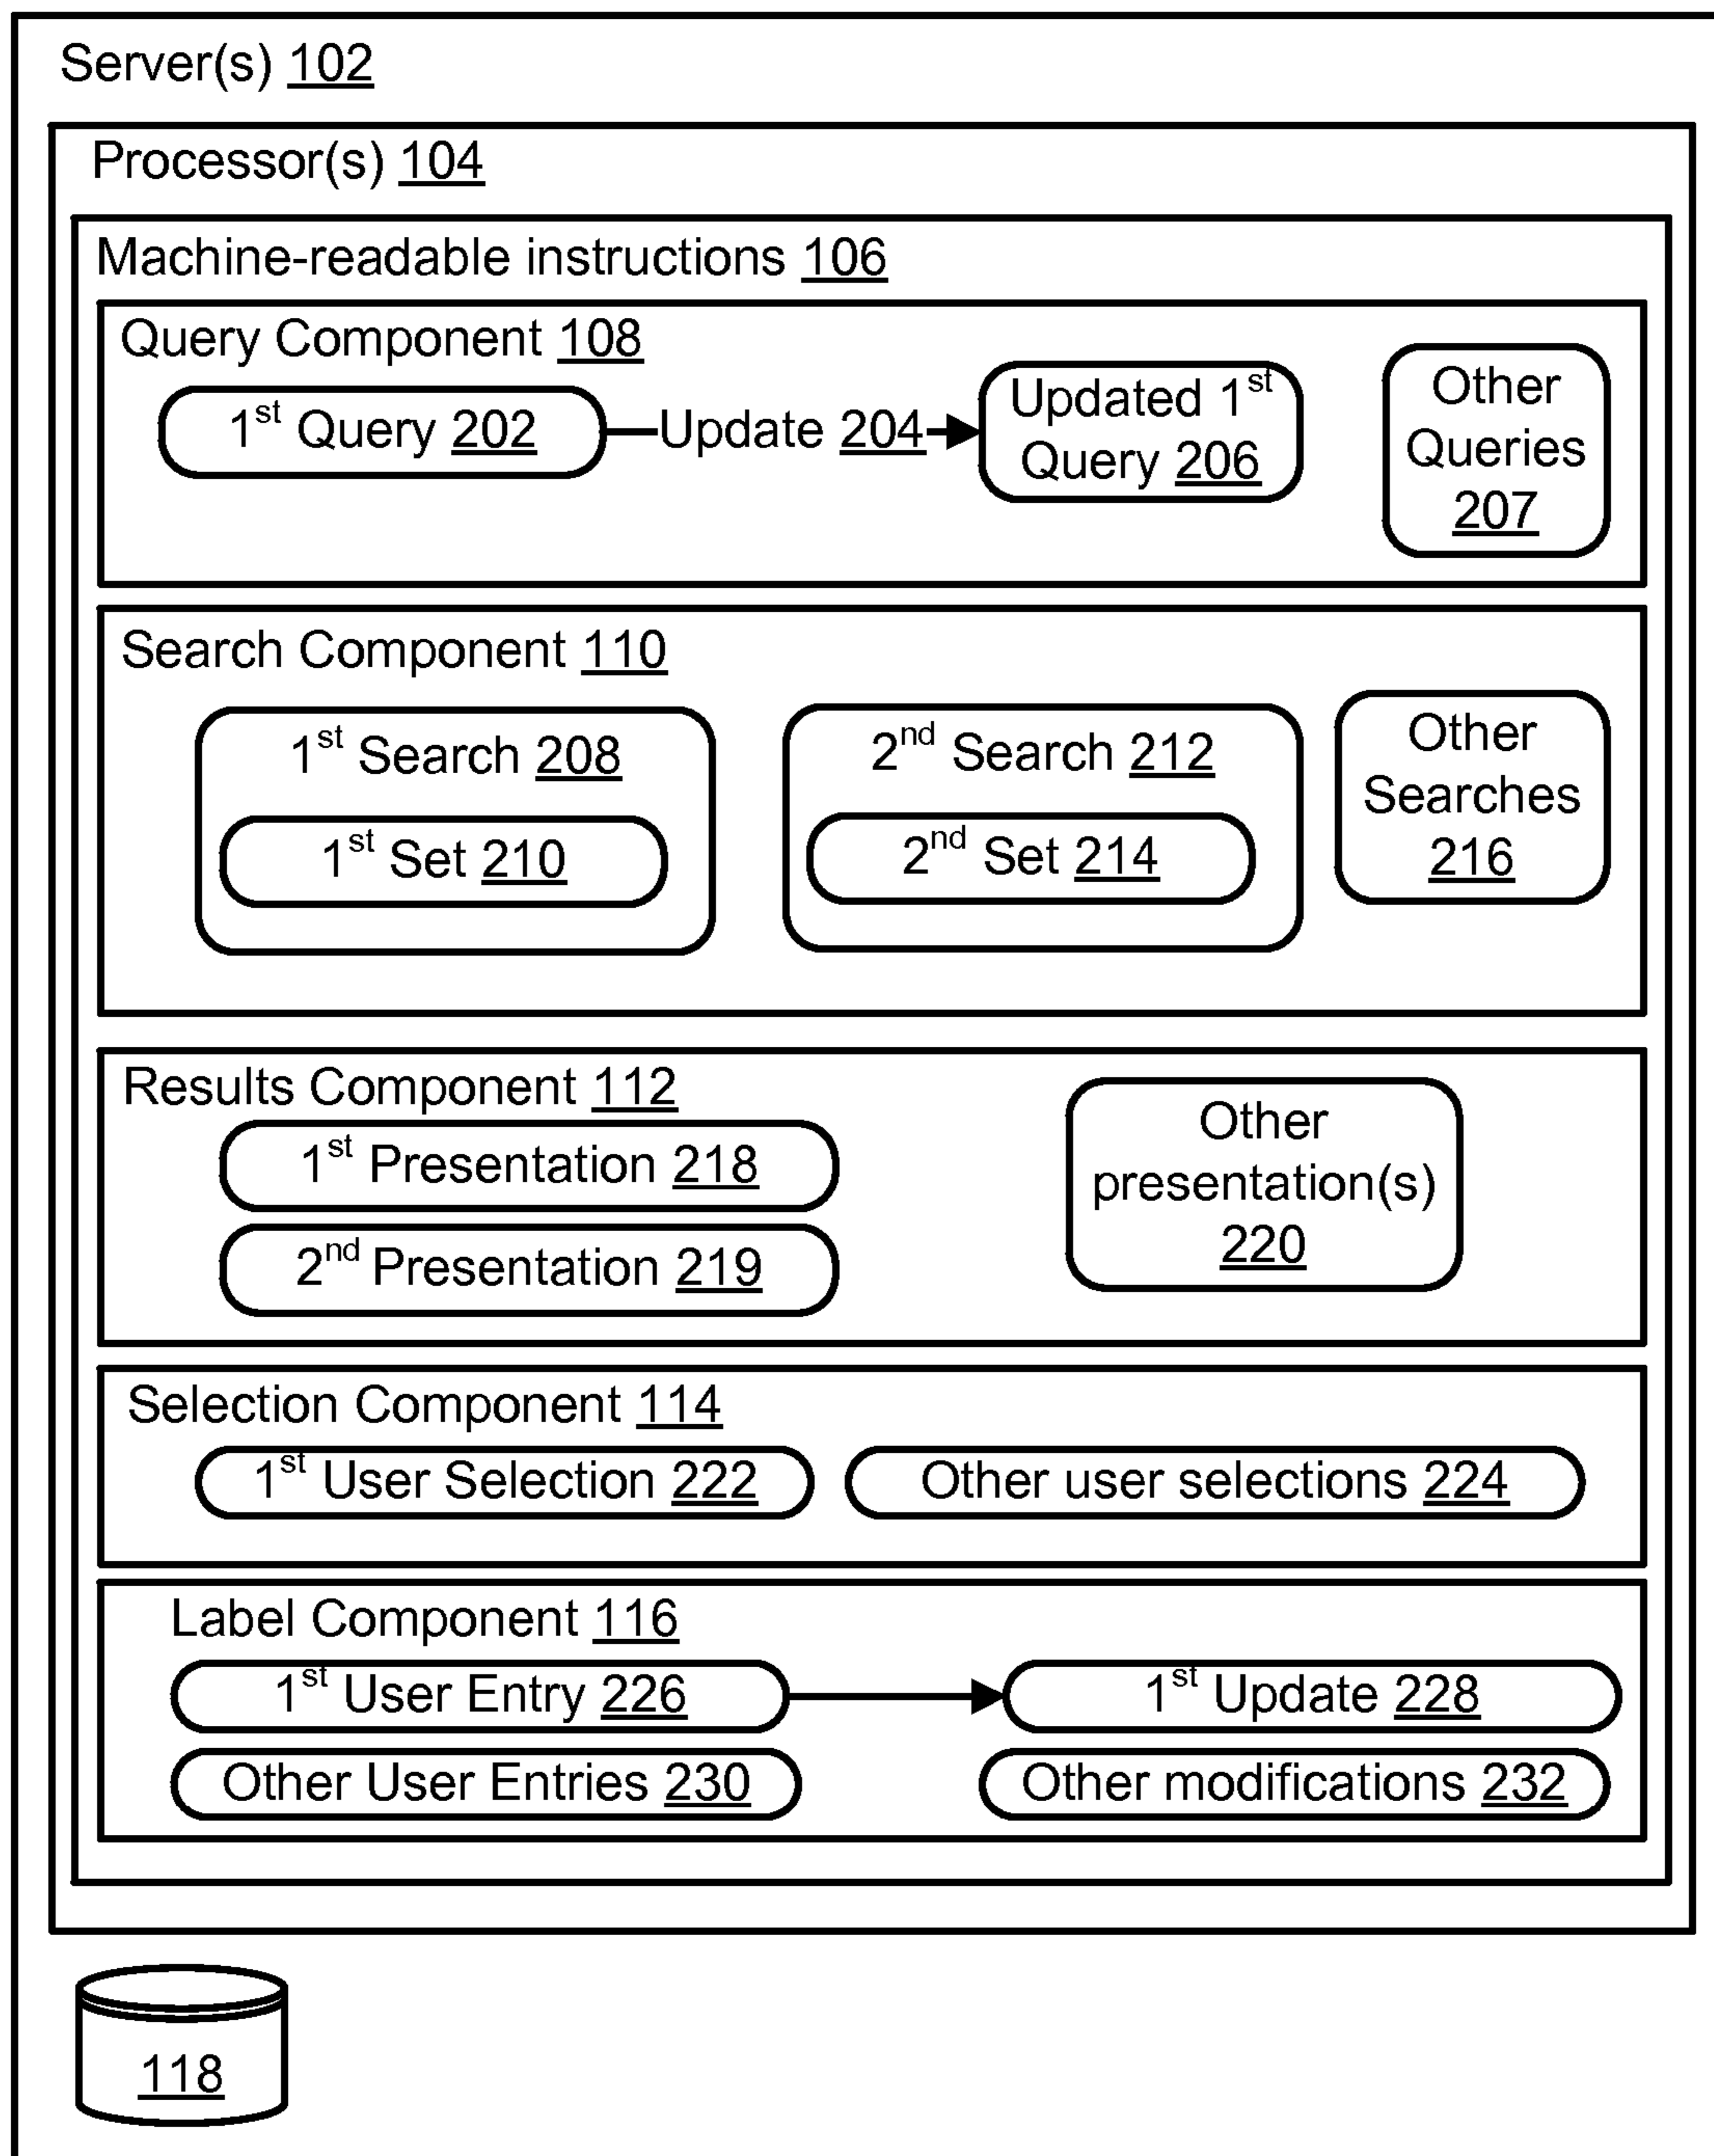 Server(s) 102
Processor(s) 104
Machine-readable instructions 106
Query Component 108
1st Query 202
Update 204
Updated 1st
Query 206
Other
Queries
207
Search Component 110
1st Search 208
1st Set 210
2nd Search 212
2nd Set 214
Other
Searches
216
Results Component 112
1st Presentation 218
2nd Presentation 219
Other
presentation(s)
220
Selection Component 114
1st User Selection 222
Other user selections 224
Label Component 116
1st User Entry 226
1st Update 228
Other User Entries 230
Other modifications 232
118